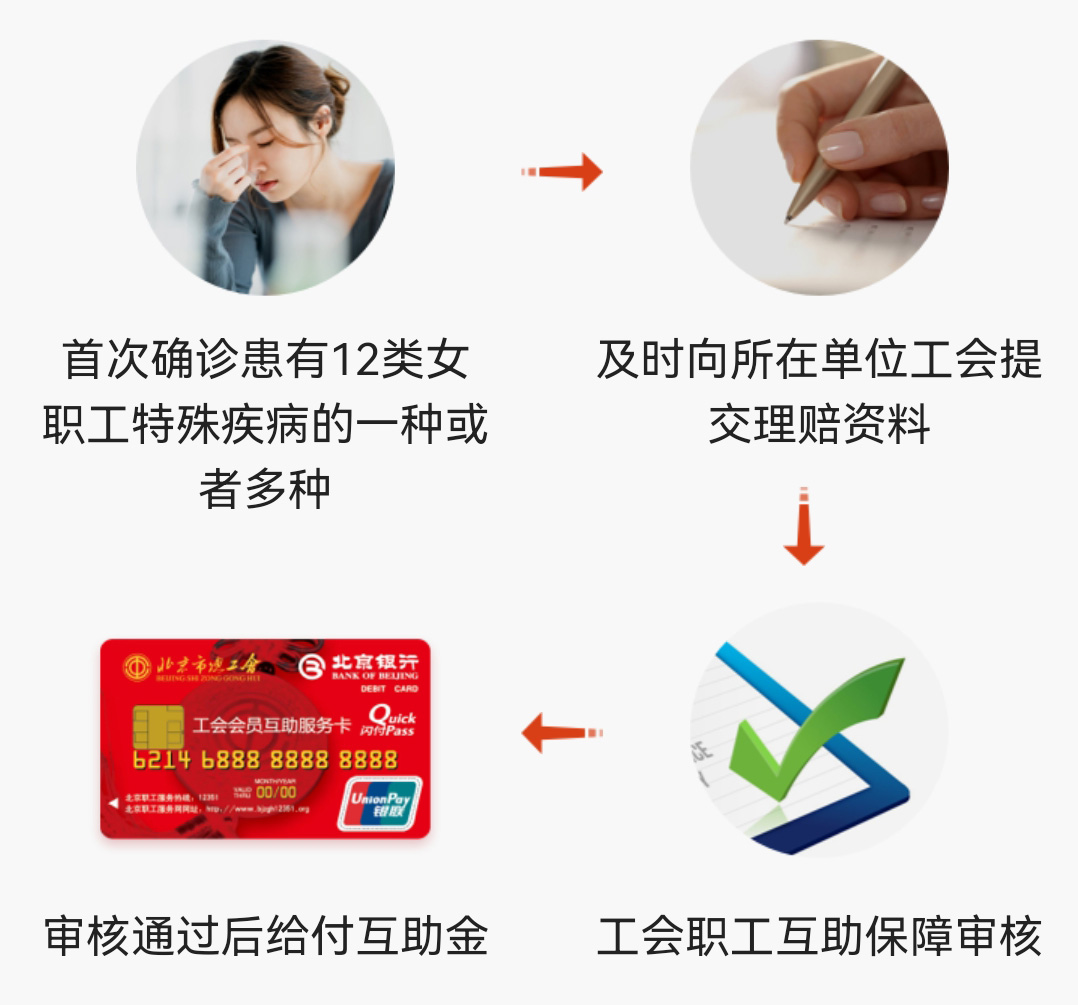 首次确诊患有12类女
职工特殊疾病的一种或
者多种
及时向所在单位工会提
交理赔资料
工会职工互助保障审核
北京市总工会
BEIJING SHI ZONG GONG HUI
北京银行
BANK OF BEIJING
DEBIT CARD
工会会员互助服务卡
Quick
闪付Pass
6214 6888 8888 8888
MONTH/YEAR
VALID
THRU
00/00
北京职工服务热线：12351
北京职工服务网网址：http://www.bjzgh12351.org
UnionPay
银联
审核通过后给付互助金